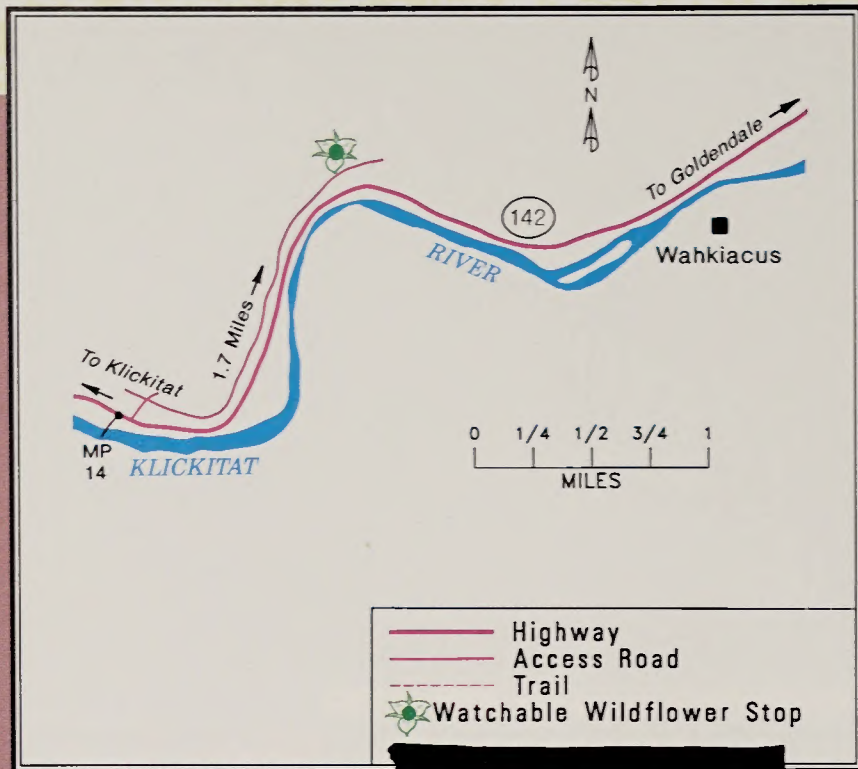 N
To Goldendale
142
RIVER
Wahkiacus
1.7 Miles
To Klickitat
MP
14
KLICKITAT
0 1/4 1/2 3/4 1
MILES
Highway
Access Road
Trail
Watchable Wildflower Stop